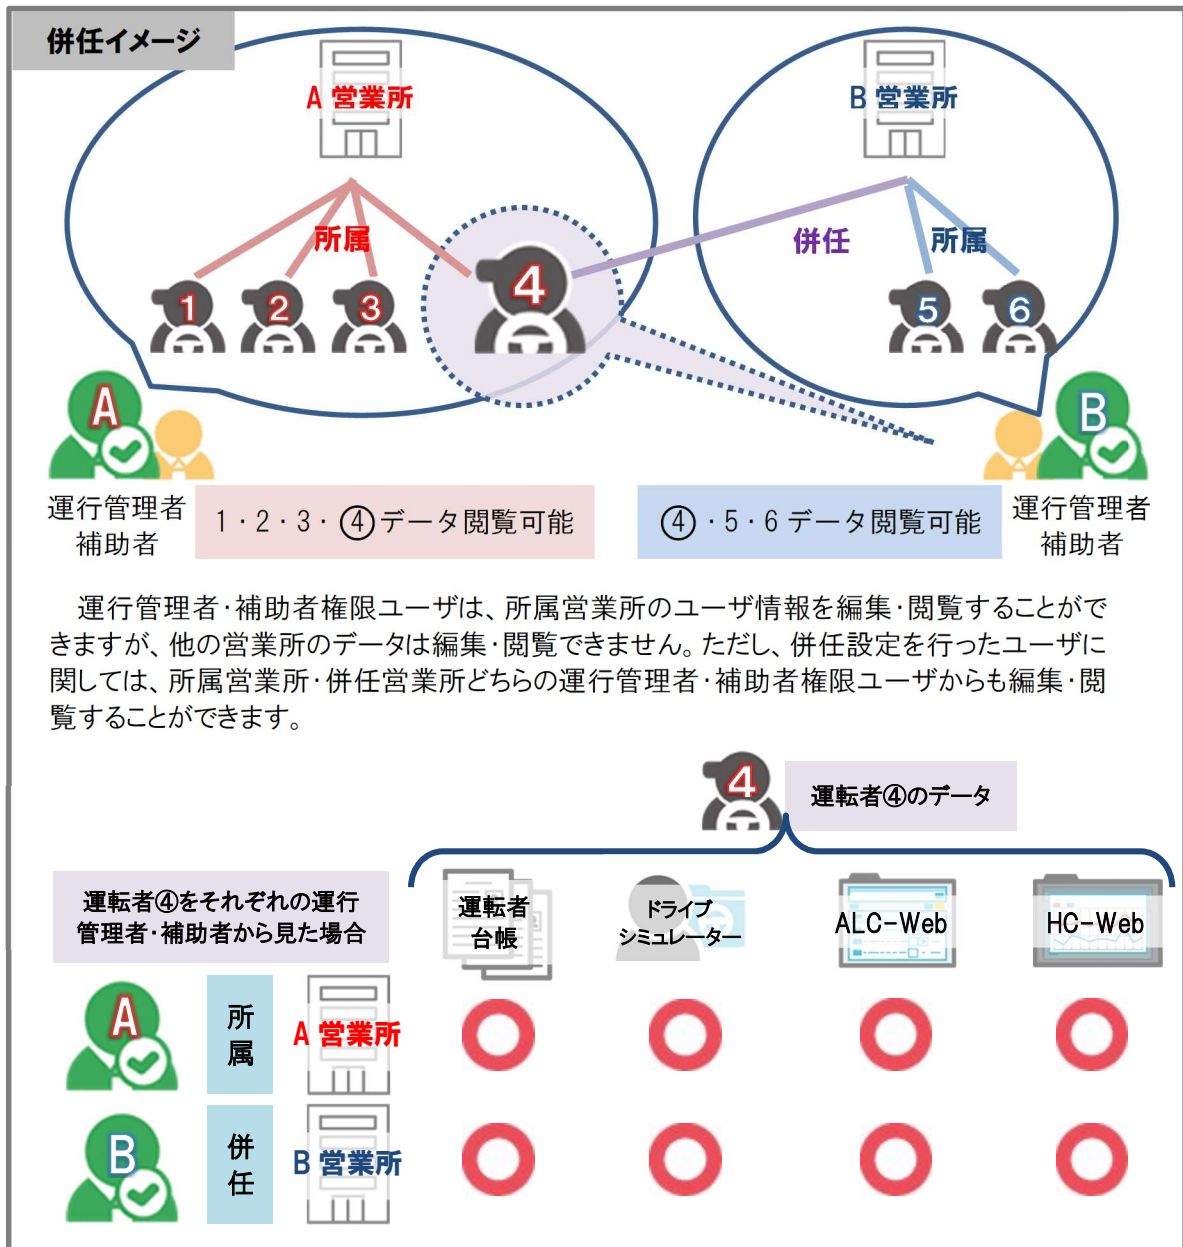 併任イメージ
A 営業所
B 営業所
所属
併任
所属
1
2
3
4
5
6
A
B
運行管理者
補助者
1・2・3・④データ閲覧可能
④・5・6 データ閲覧可能
運行管理者
補助者
運行管理者・補助者権限ユーザは、所属営業所のユーザ情報を編集・閲覧することがで
きますが、他の営業所のデータは編集・閲覧できません。ただし、併任設定を行ったユーザに
関しては、所属営業所・併任営業所どちらの運行管理者・補助者権限ユーザからも編集・閲
覧することができます。
4
運転者④のデータ
運転者④をそれぞれの運行
管理者・補助者から見た場合
運転者
台帳
ドライブ
シミュレーター
ALC-Web
HC-Web
A
所
属
A 営業所
B
併
任
B 営業所